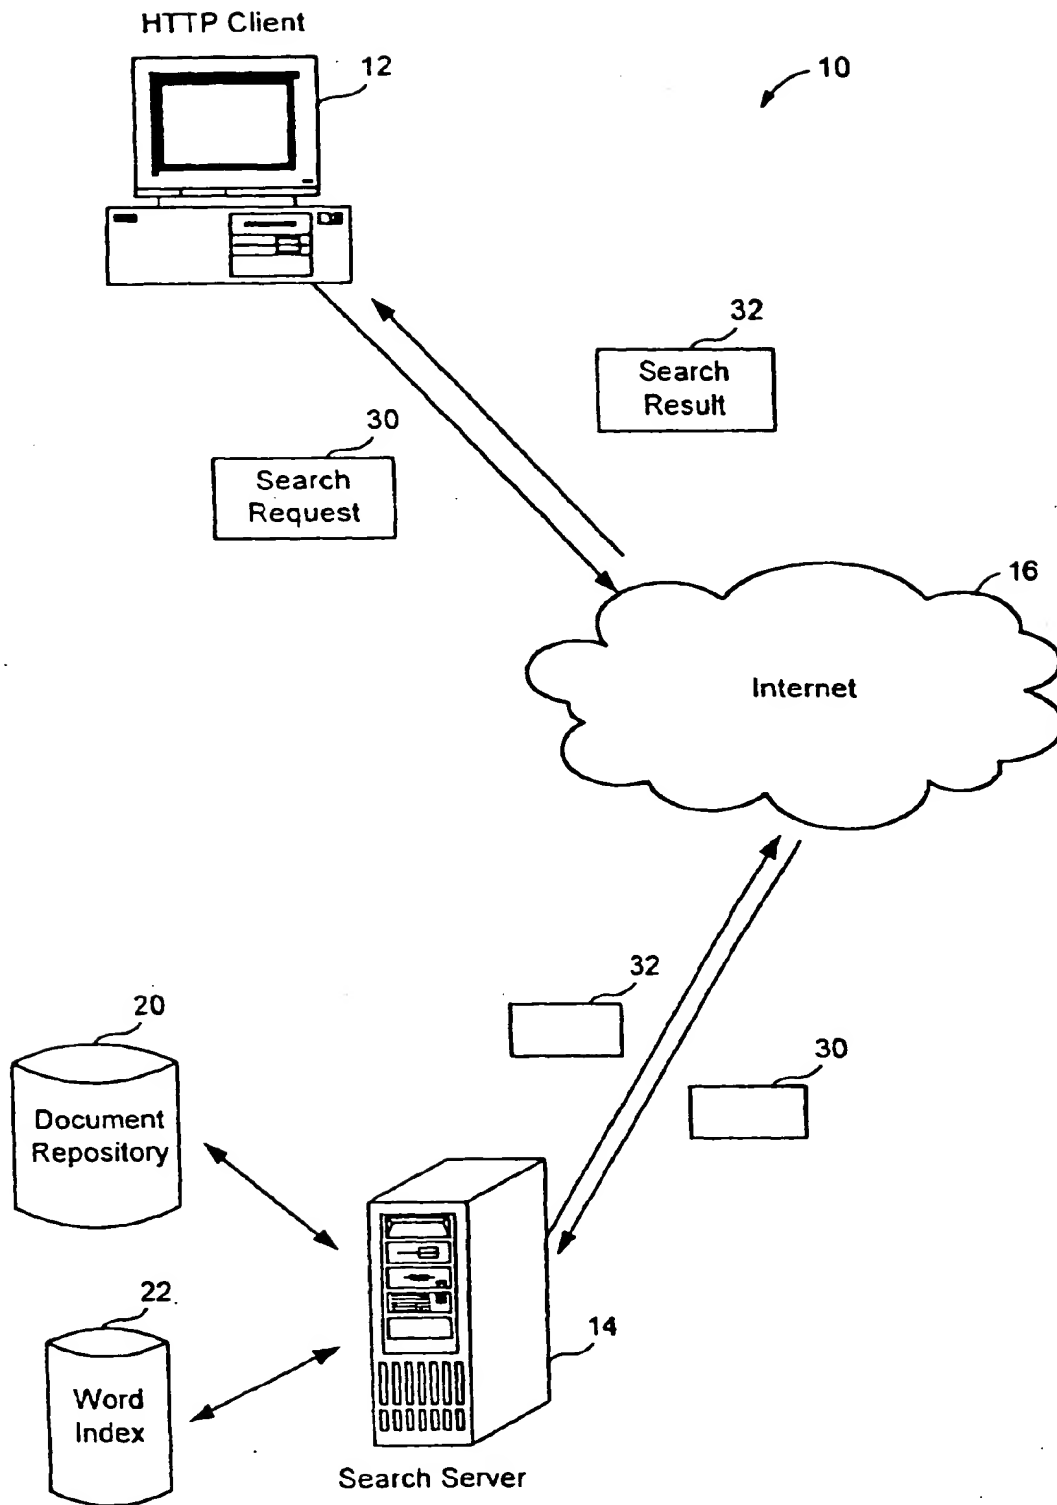 HTTP Client
12
10
32
Search
Result
30
Search
Request
16
Internet
32
20
30
Document
Repository
22
14
Word
Index
Search Server